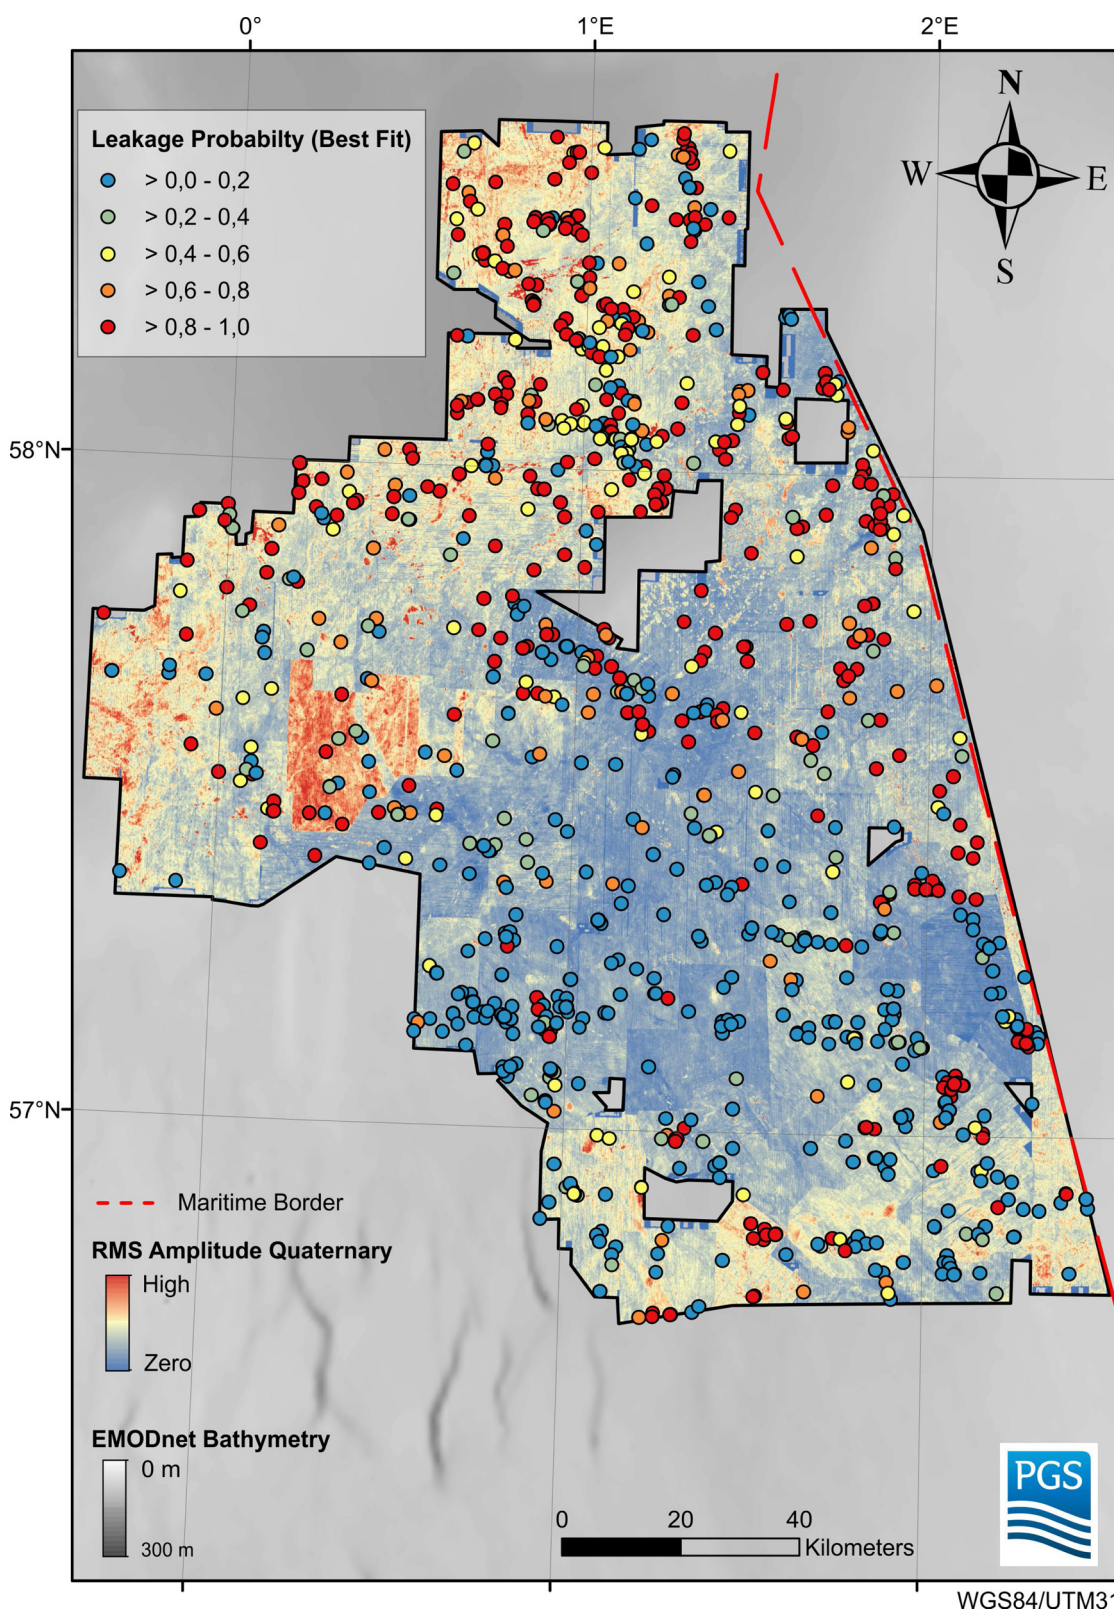 0° 1°E 2°E
N
W E
S
Leakage Probabilty (Best Fit)
> 0,0 - 0,2
> 0,2 - 0,4
> 0,4 - 0,6
> 0,6 - 0,8
> 0,8 - 1,0
58°N
57°N
Maritime Border
RMS Amplitude Quaternary
High
Zero
EMODnet Bathymetry
0 m
300 m
0 20 40
Kilometers
PGS
WGS84/UTM31